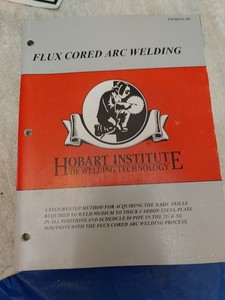 FLUX CORED ARC WELDING
HOBART INSTITUTE
OF WELDING TECHNOLOGY
A STEP-BY-STEP METHOD FOR ACQUIRING THE BASIC SKILLS
REQUIRED TO WELD MEDIUM TO THICK CARBON STEEL PLATE
IN ALL POSITIONS AND SCHEDULE 80 PIPE IN THE 2G & 5G
POSITIONS WITH THE FLUX CORED ARC WELDING PROCESS